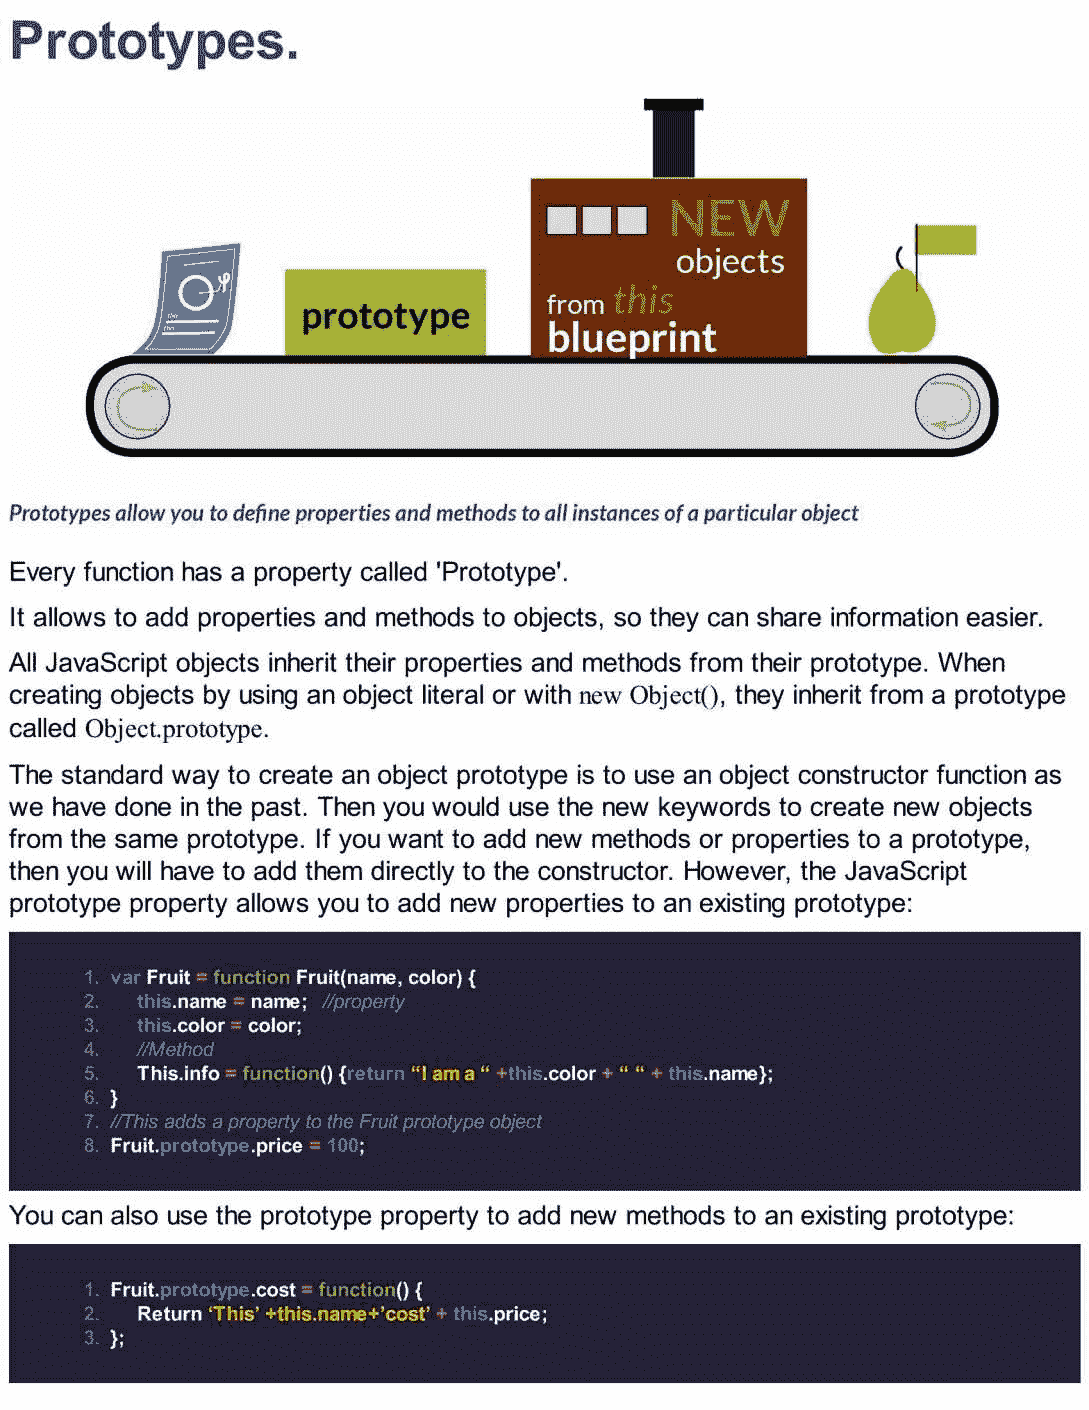 Prototypes.
NEW
objects
from this
blueprint
prototype
Prototypes allow you to define properties and methods to all instances of a particular object
Every function has a property called 'Prototype'.
It allows to add properties and methods to objects, so they can share information easier.
All JavaScript objects inherit their properties and methods from their prototype. When
creating objects by using an object literal or with new Object(), they inherit from a prototype
called Object.prototype.
The standard way to create an object prototype is to use an object constructor function as
we have done in the past. Then you would use the new keywords to create new objects
from the same prototype. If you want to add new methods or properties to a prototype,
then you will have to add them directly to the constructor. However, the JavaScript
prototype property allows you to add new properties to an existing prototype:
1. var Fruit = function Fruit(name, color) {
2. this.name = name; //property
3. this.color = color;
4. //Method
5. This.info = function() {return “I am a “ +this.color + “ “ + this.name};
6. }
7. //This adds a property to the Fruit prototype object
8. Fruit.prototype.price = 100;
You can also use the prototype property to add new methods to an existing prototype:
1. Fruit.prototype.cost = function() {
2. Return ‘This’ +this.name+’cost’ + this.price;
3. };